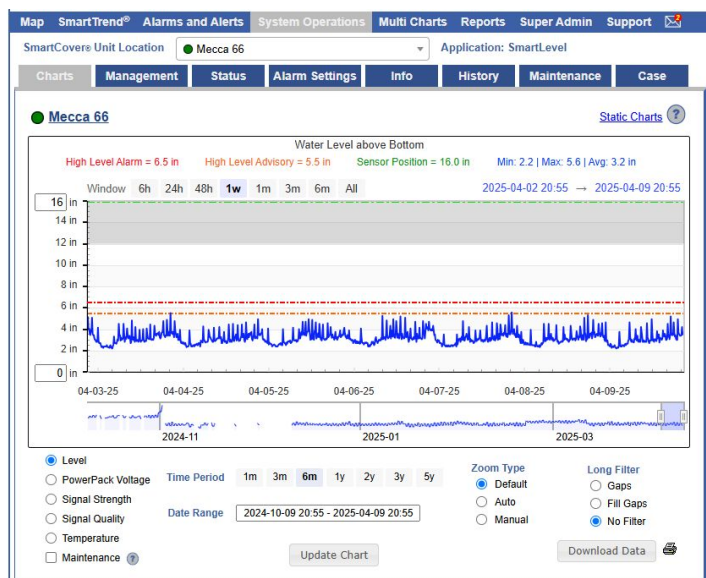 Map SmartTrend® Alarms and Alerts System Operations Multi Charts Reports Super Admin Support 2
SmartCover® Unit Location Mecca 66 Application: SmartLevel
Charts Management Status Alarm Settings Info History Maintenance Case
Mecca 66 Static Charts ?
Water Level above Bottom
High Level Alarm = 6.5 in High Level Advisory = 5.5 in Sensor Position = 16.0 in Min: 2.2 | Max: 5.6 | Avg: 3.2 in
Window 6h 24h 48h 1w 1m 3m 6m All 2025-04-02 20:55 → 2025-04-09 20:55
16 in
14 in
12 in
10 in
8 in
6 in
4 in
2 in
0 in
04-03-25 04-04-25 04-05-25 04-06-25 04-07-25 04-08-25 04-09-25
2024-11 2025-01 2025-03
Level
PowerPack Voltage
Signal Strength
Signal Quality
Temperature
Maintenance ?
Time Period 1m 3m 6m 1y 2y 3y 5y
Date Range 2024-10-09 20:55 - 2025-04-09 20:55
Update Chart
Zoom Type
Default
Auto
Manual
Long Filter
Gaps
Fill Gaps
No Filter
Download Data